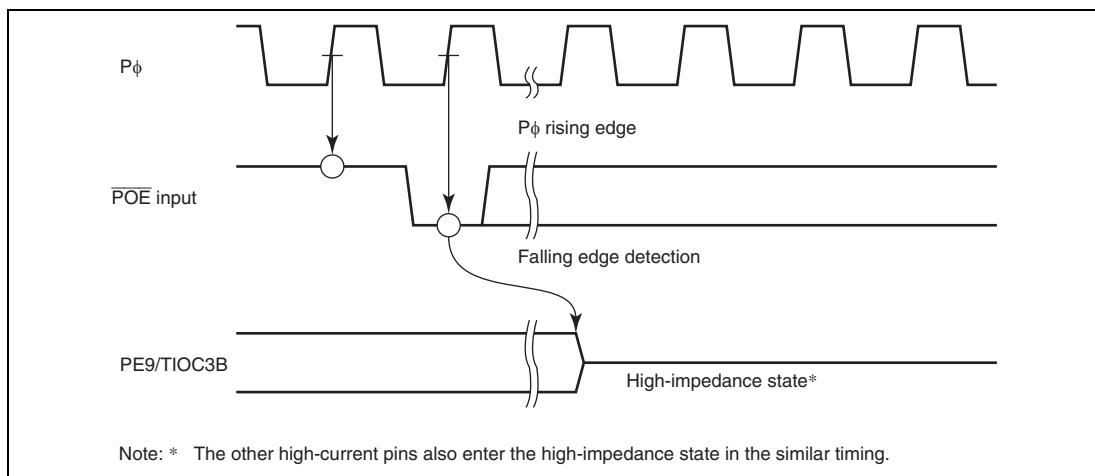 Pϕ
Pϕ rising edge
P̅O̅E̅ input
Falling edge detection
PE9/TIOC3B
High-impedance state*
Note: * The other high-current pins also enter the high-impedance state in the similar timing.